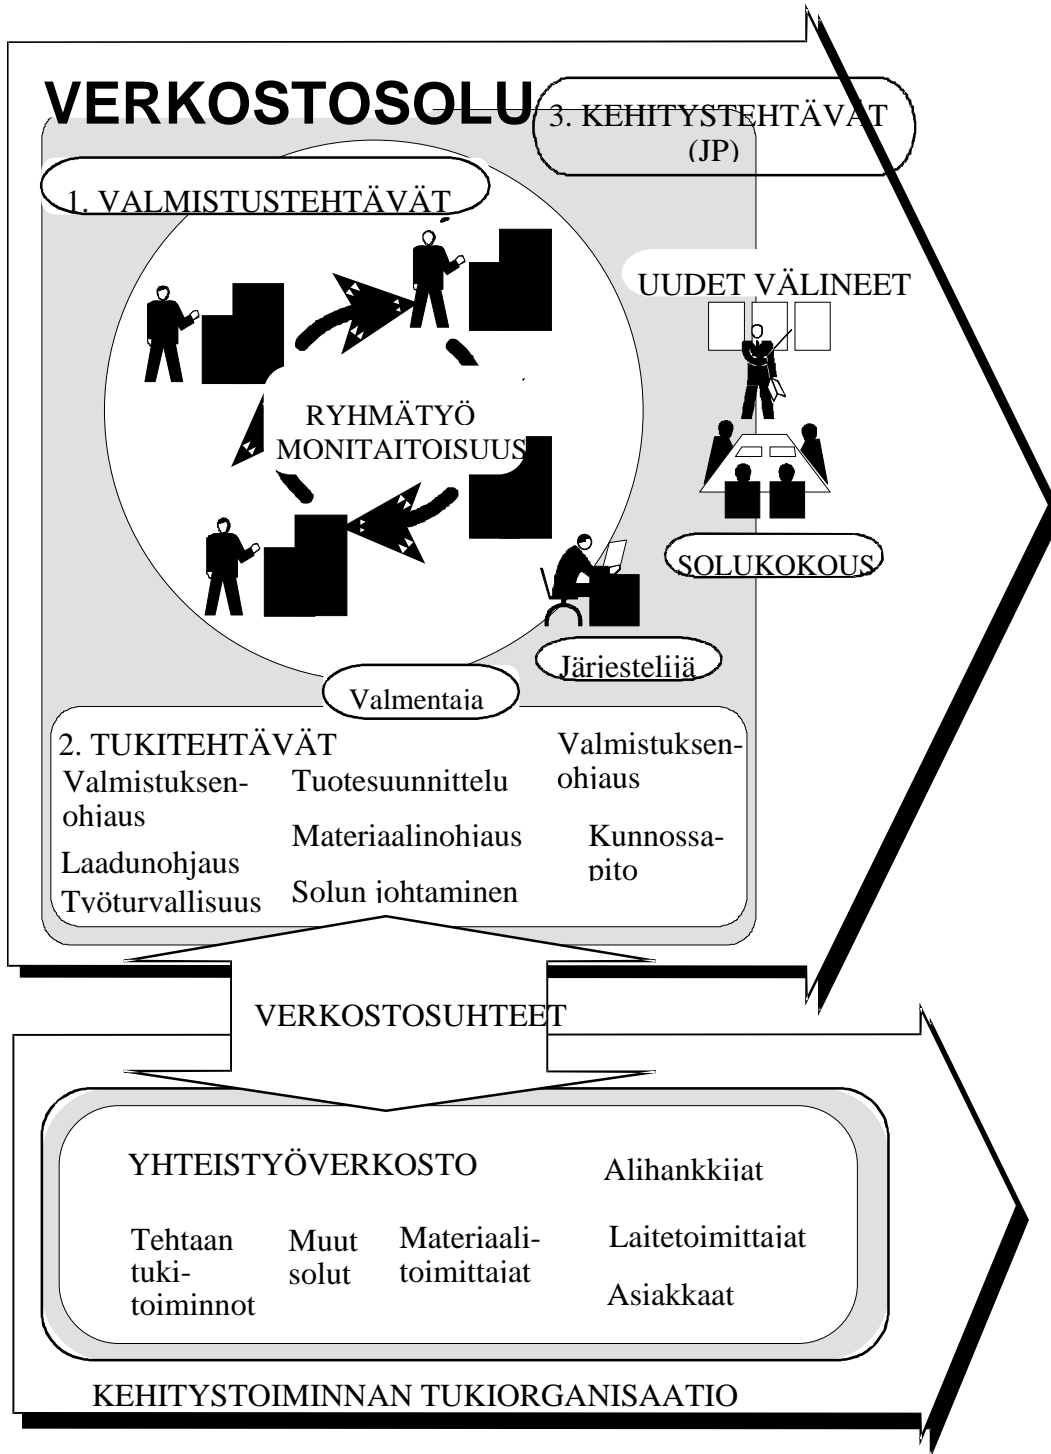 VERKOSTOSOLU
3. KEHITYSTEHTÄVÄT
(JP)
1. VALMISTUSTEHTÄVÄT
UUDET VÄLINEET
RYHMÄTYÖ
MONITAITOISUUS
SOLUKOKOUS
Järjestelijä
Valmentaja
2. TUKITEHTÄVÄT
Valmistuksen-
ohjaus
Laadunohjaus
Työturvallisuus
Tuotesuunnittelu
Materiaalinohjaus
Solun johtaminen
Valmistuksen-
ohjaus
Kunnossa-
pito
VERKOSTOSUHTEET
YHTEISTYÖVERKOSTO
Tehtaan
tuki-
toiminnot
Muut
solut
Materiaali-
toimittajat
Alihankkijat
Laitetoimittajat
Asiakkaat
KEHITYSTOIMINNAN TUKIORGANISAATIO